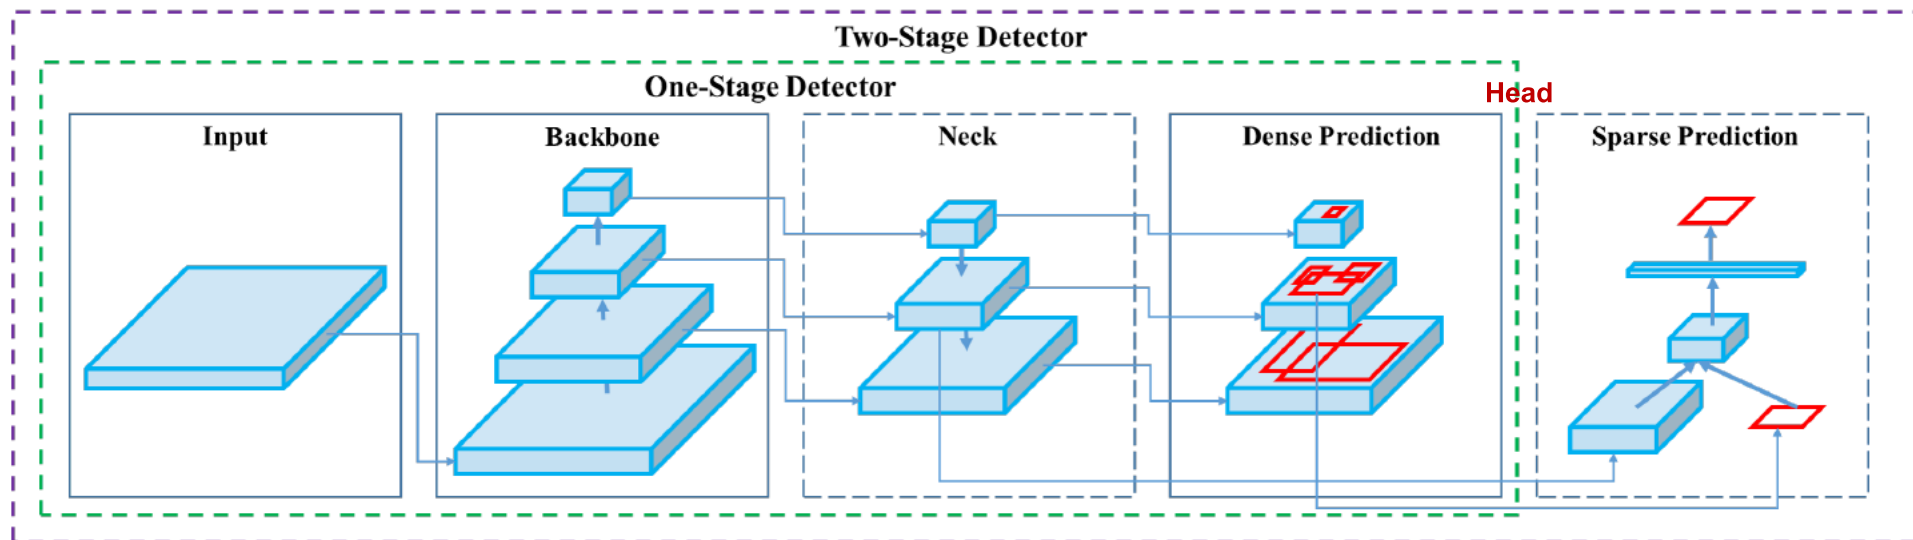 Two-Stage Detector
One-Stage Detector
Head
Input
Backbone
Neck
Dense Prediction
Sparse Prediction